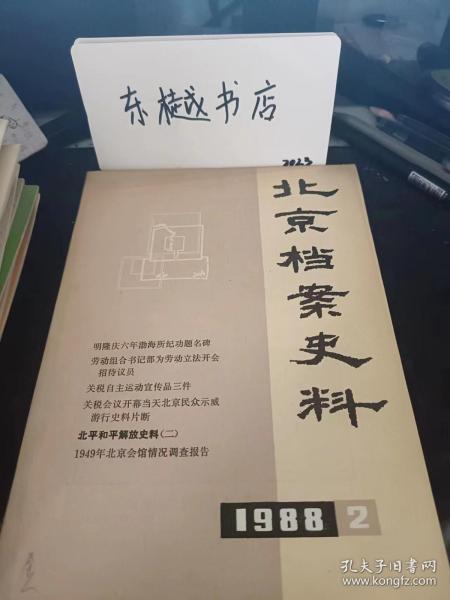 东樾书店
2023
北京档案史料
明隆庆六年渤海所纪功题名碑
劳动组合书记部为劳动立法开会
招待议员
关税自主运动宣传品三件
关税会议开幕当天北京民众示威
游行史料片断
北平和平解放史料(二)
1949年北京会馆情况调查报告
1988 2
孔夫子旧书网
www.kongfz.com